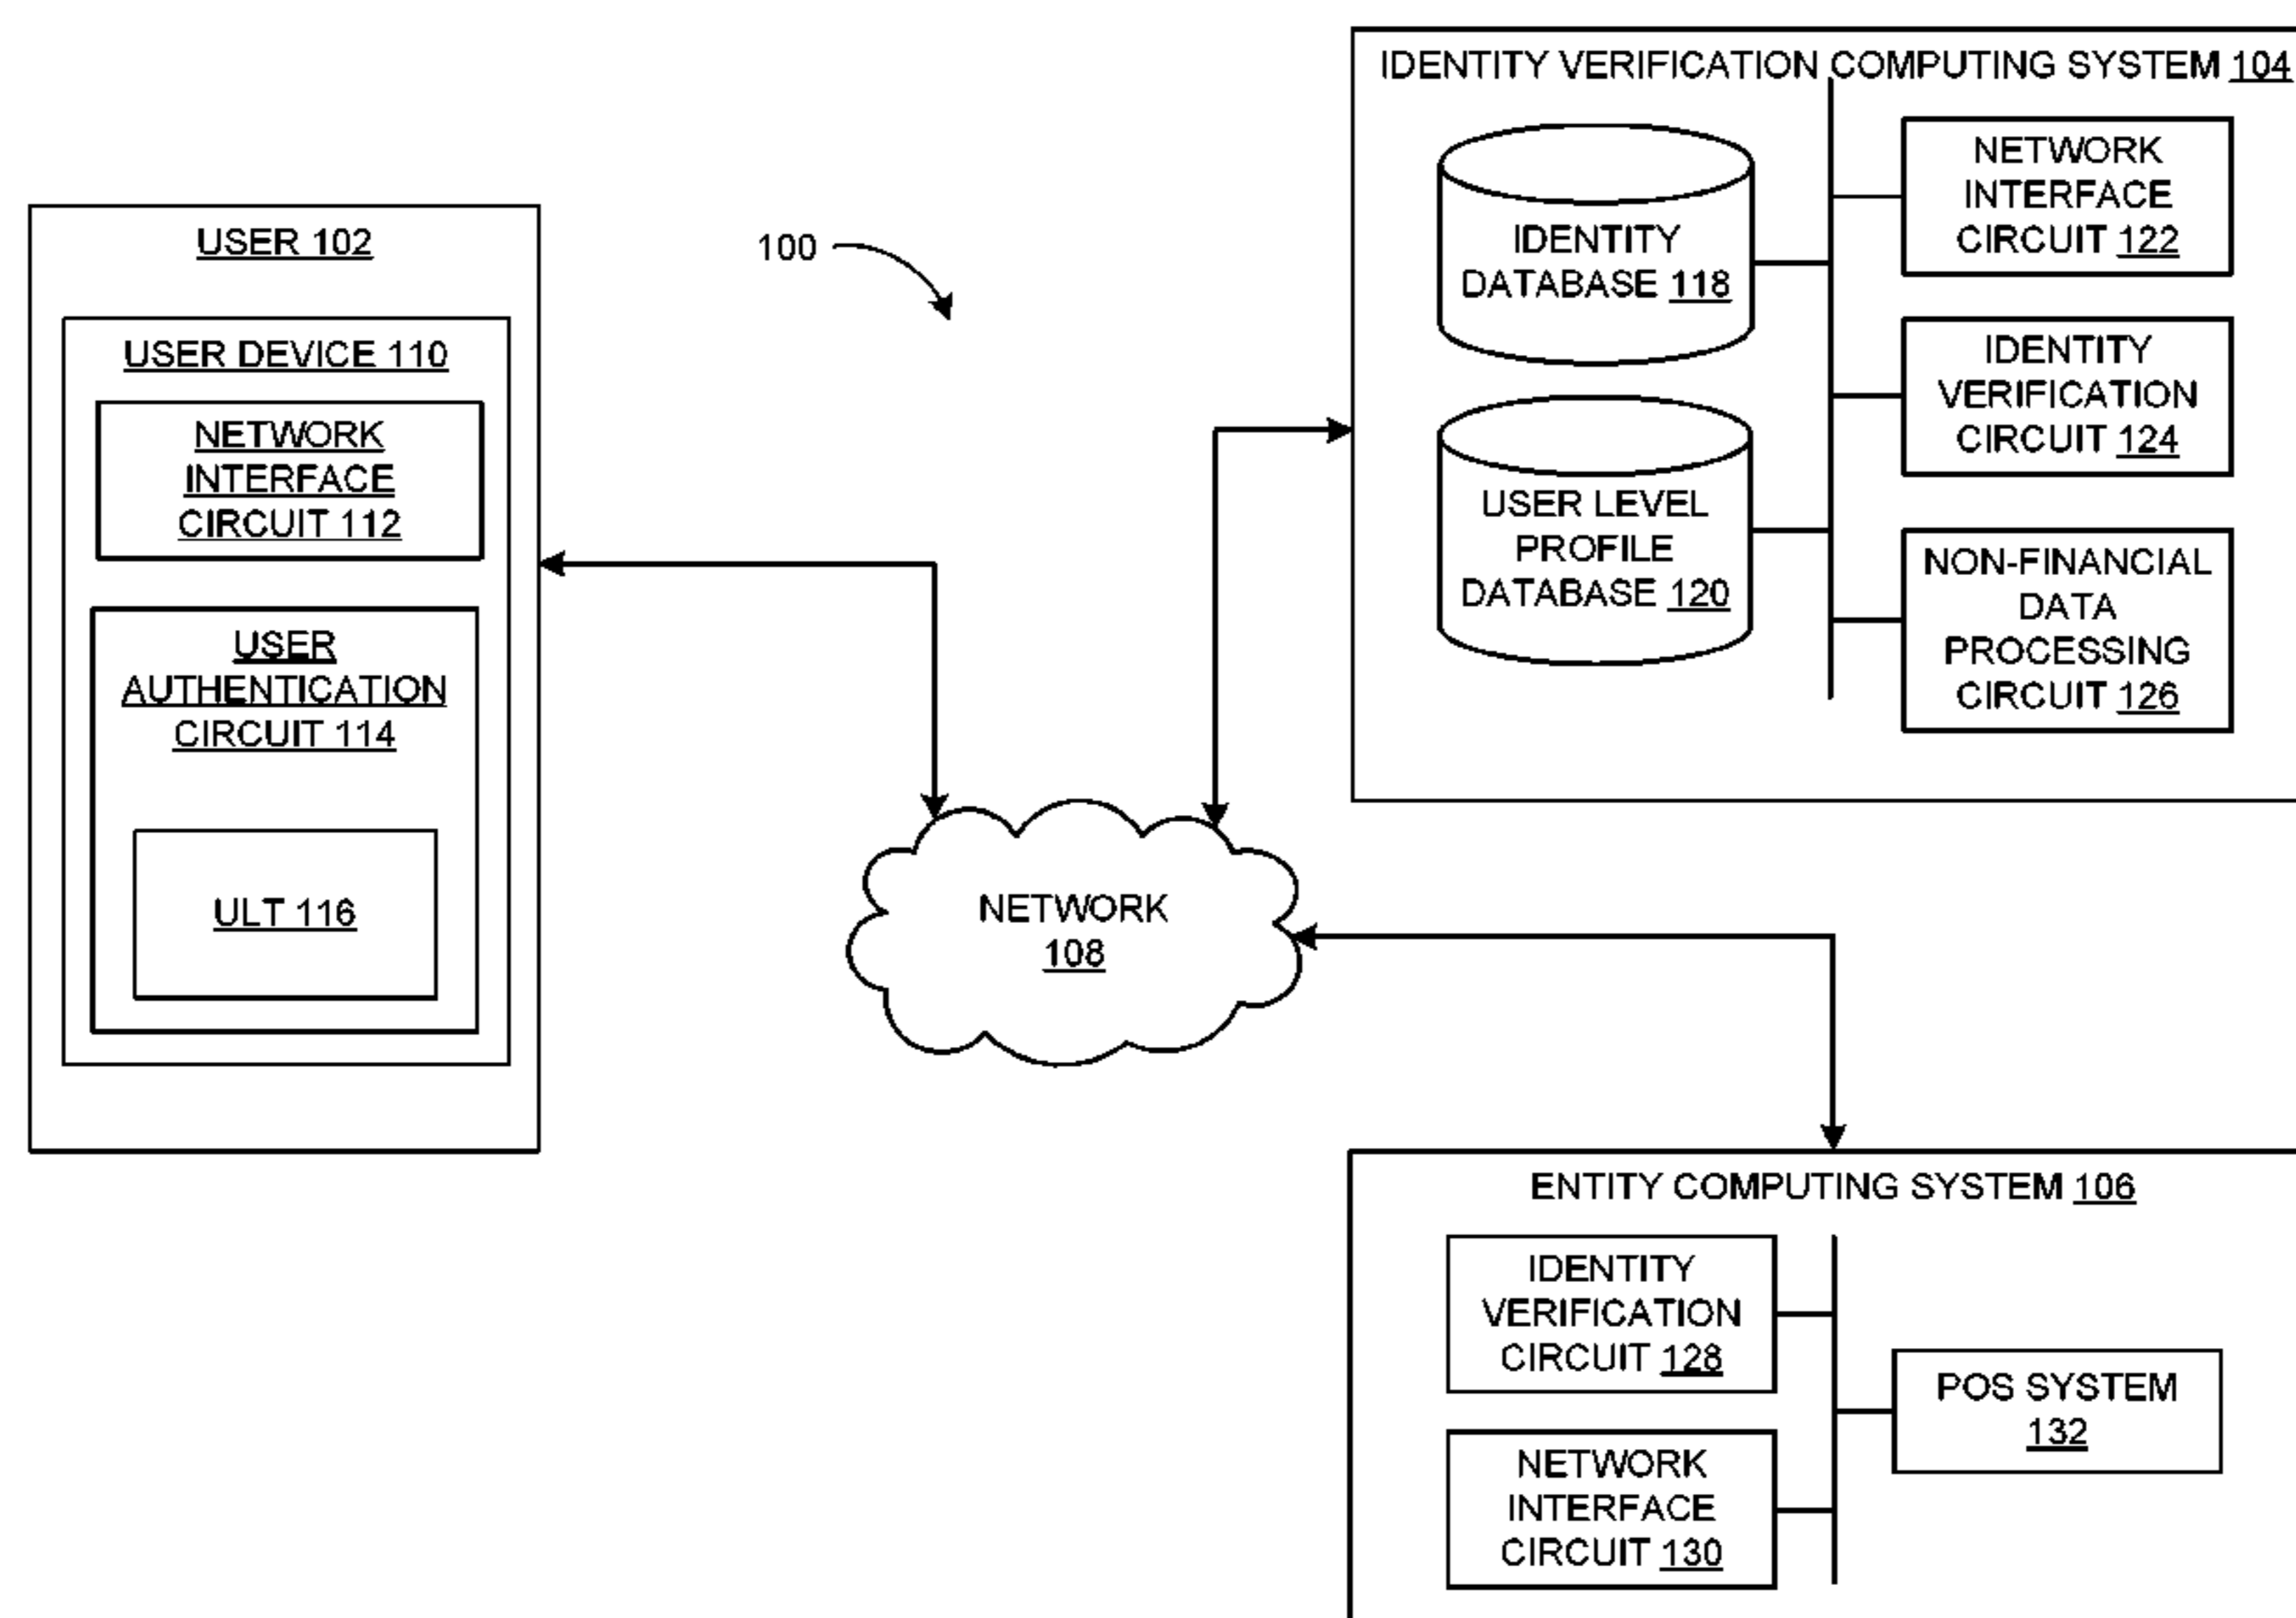 USER 102
USER DEVICE 110
NETWORK
INTERFACE
CIRCUIT 112
USER
AUTHENTICATION
CIRCUIT 114
ULT 116
100
NETWORK
108
IDENTITY VERIFICATION COMPUTING SYSTEM 104
IDENTITY
DATABASE 118
USER LEVEL
PROFILE
DATABASE 120
NETWORK
INTERFACE
CIRCUIT 122
IDENTITY
VERIFICATION
CIRCUIT 124
NON-FINANCIAL
DATA
PROCESSING
CIRCUIT 126
ENTITY COMPUTING SYSTEM 106
IDENTITY
VERIFICATION
CIRCUIT 128
NETWORK
INTERFACE
CIRCUIT 130
POS SYSTEM
132